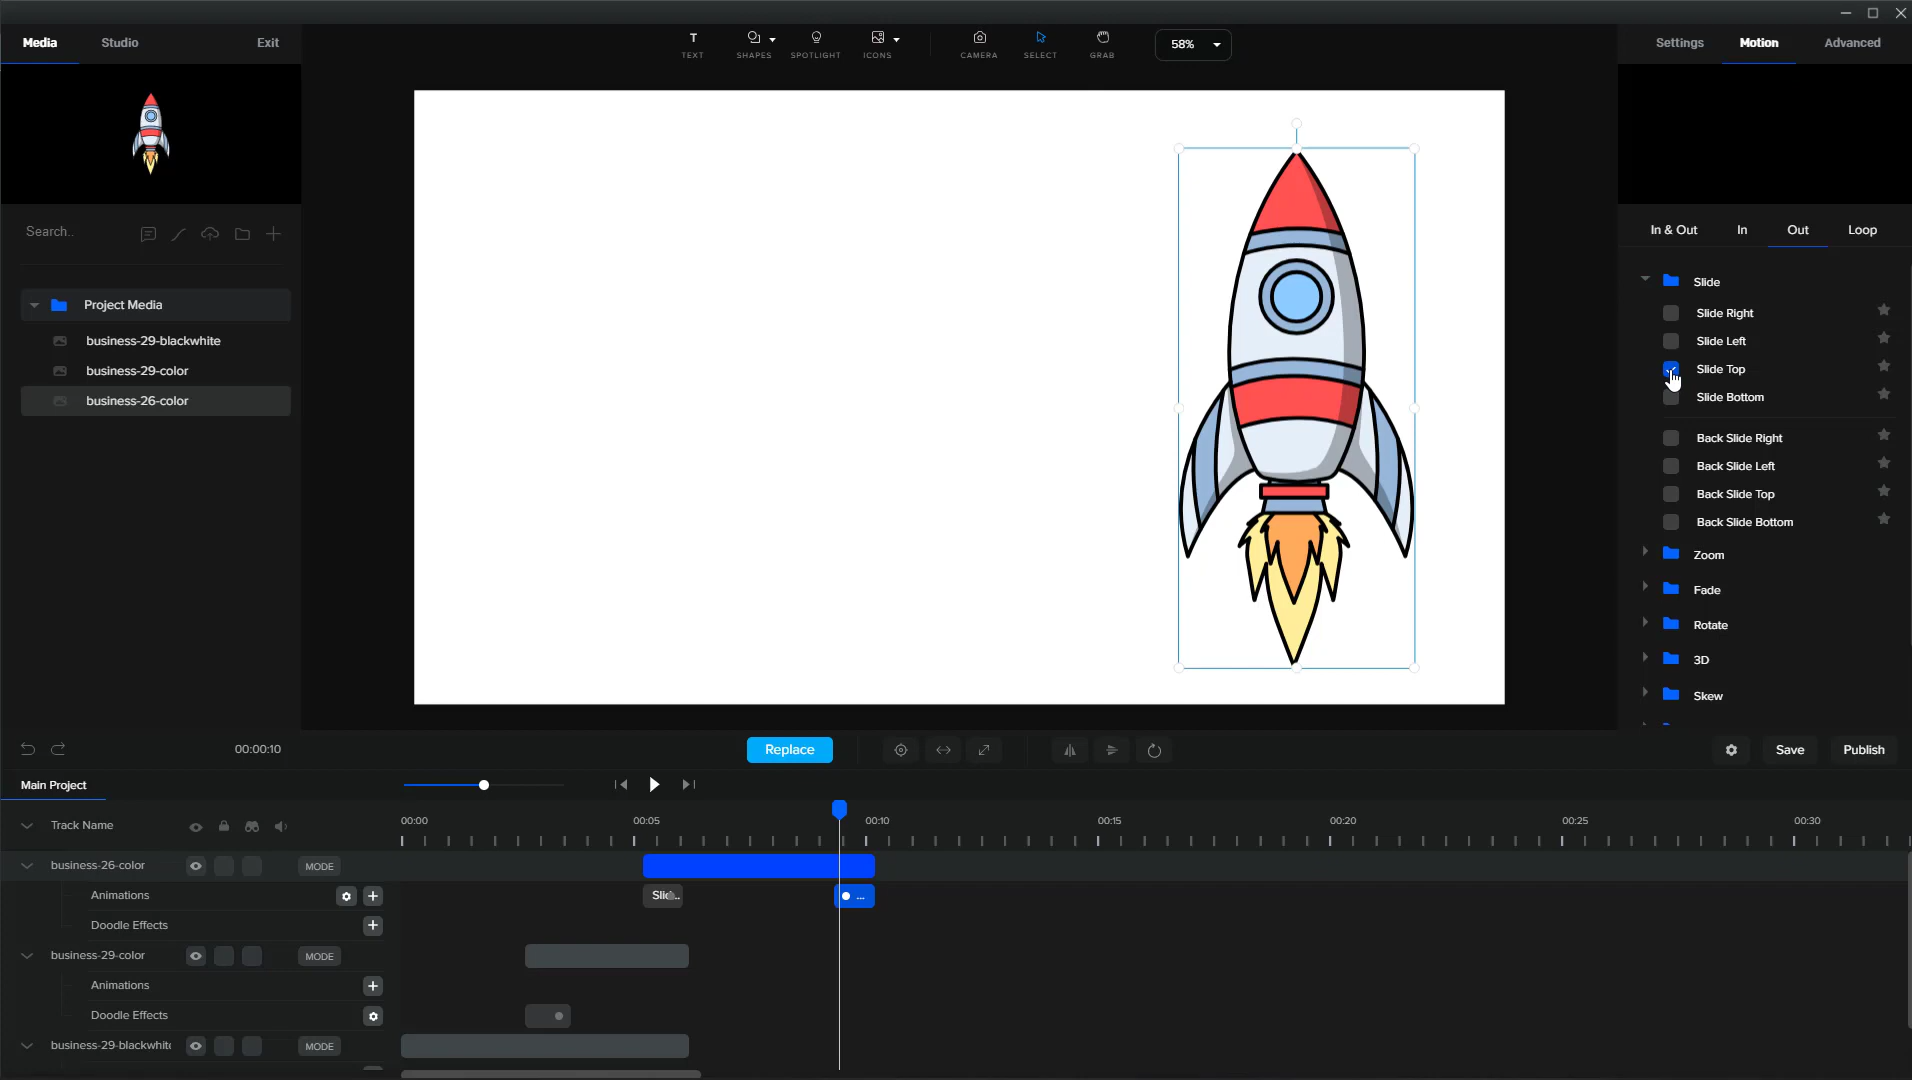 Media
Studio
Exit
TEXT
SHAPES
SPOTLIGHT
ICONS
CAMERA
SELECT
GRAB
58%
Settings
Motion
Advanced
Search..
Project Media
business-29-blackwhite
business-29-color
business-26-color
In & Out
In
Out
Loop
Slide
Slide Right
Slide Left
Slide Top
Slide Bottom
Back Slide Right
Back Slide Left
Back Slide Top
Back Slide Bottom
Zoom
Fade
Rotate
3D
Skew
00:00:10
Replace
Save
Publish
Main Project
Track Name
00:00
00:05
00:10
00:15
00:20
00:25
00:30
business-26-color
MODE
Animations
Slid..
...
Doodle Effects
business-29-color
MODE
Animations
Doodle Effects
business-29-blackwhite
MODE